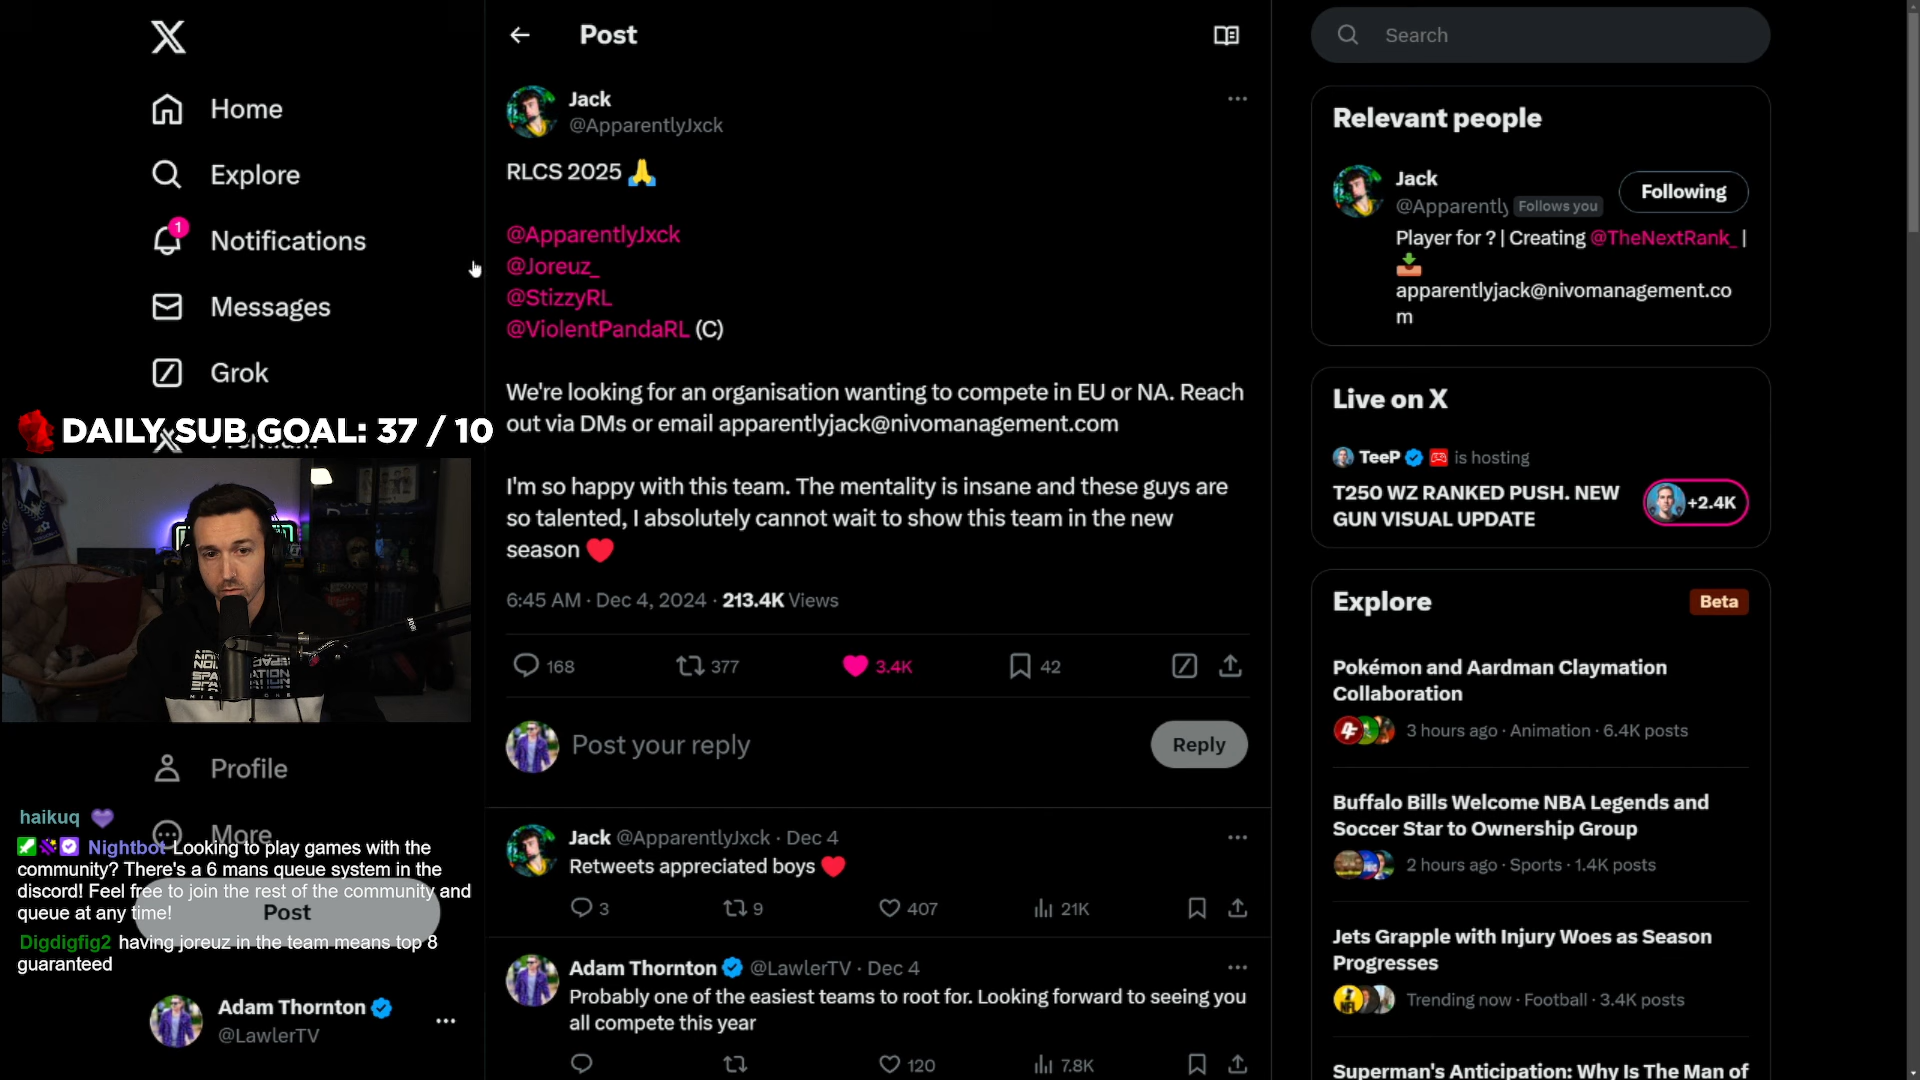 Home
Explore
1
Notifications
Messages
Grok
DAILY SUB GOAL: 37 / 10
Profile
More
haikuq 💜
Nightbot Looking to play games with the
community? There's a 6 mans queue system in the
discord! Feel free to join the rest of the community and
queue at any time!
Post
Digdigfig2 having joreuz in the team means top 8
guaranteed
Adam Thornton
@LawlerTV
Post
Jack
@ApparentlyJxck
RLCS 2025 🙏
@ApparentlyJxck
@Joreuz_
@StizzyRL
@ViolentPandaRL (C)
We're looking for an organisation wanting to compete in EU or NA. Reach
out via DMs or email apparentlyjack@nivomanagement.com
I'm so happy with this team. The mentality is insane and these guys are
so talented, I absolutely cannot wait to show this team in the new
season ❤️
6:45 AM · Dec 4, 2024 · 213.4K Views
168 377 3.4K 42
Post your reply
Reply
Jack @ApparentlyJxck · Dec 4
Retweets appreciated boys ❤️
3 9 407 21K
Adam Thornton @LawlerTV · Dec 4
Probably one of the easiest teams to root for. Looking forward to seeing you
all compete this year
120 7.8K
Search
Relevant people
Jack
@Apparently Follows you
Following
Player for ? | Creating @TheNextRank_ |
📥
apparentlyjack@nivomanagement.co
m
Live on X
TeeP is hosting
T250 WZ RANKED PUSH. NEW
GUN VISUAL UPDATE
+2.4K
Explore
Beta
Pokémon and Aardman Claymation
Collaboration
3 hours ago · Animation · 6.4K posts
Buffalo Bills Welcome NBA Legends and
Soccer Star to Ownership Group
2 hours ago · Sports · 1.4K posts
Jets Grapple with Injury Woes as Season
Progresses
Trending now · Football · 3.4K posts
Superman's Anticipation: Why Is The Man of